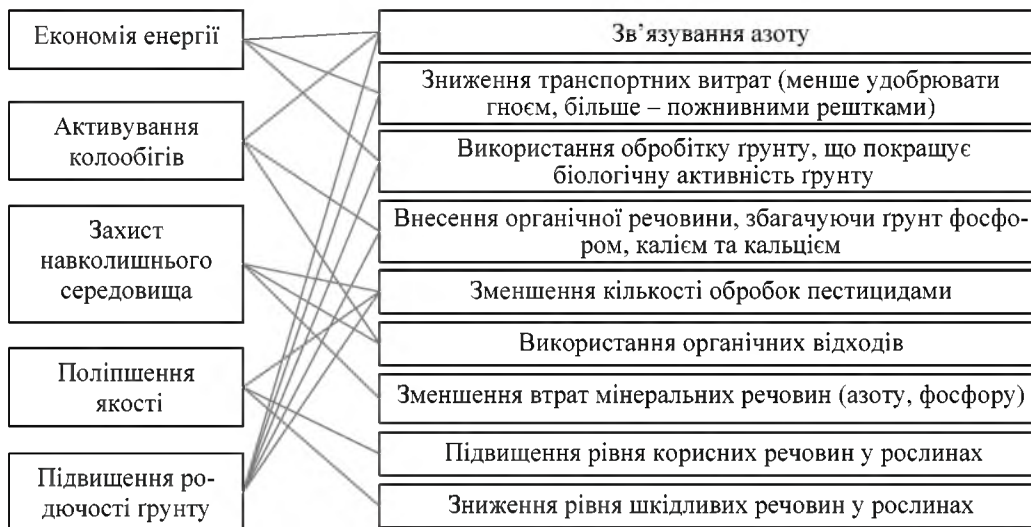 Економія енергії
Активування
колообігів
Захист
навколишнього
середовища
Поліпшення
якості
Підвищення ро-
дючості ґрунту
Зв’язування азоту
Зниження транспортних витрат (менше удобрювати
гноєм, більше – пожнивними рештками)
Використання обробітку ґрунту, що покращує
біологічну активність ґрунту
Внесення органічної речовини, збагачуючи ґрунт фосфо-
ром, калієм та кальцієм
Зменшення кількості обробок пестицидами
Використання органічних відходів
Зменшення втрат мінеральних речовин (азоту, фосфору)
Підвищення рівня корисних речовин у рослинах
Зниження рівня шкідливих речовин у рослинах